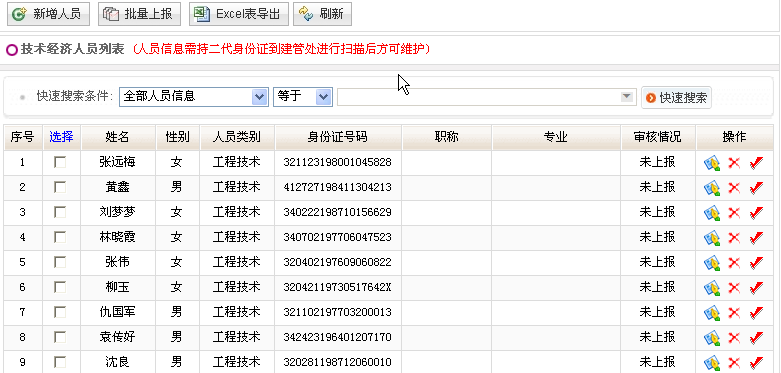 新增人员 批量上报 Excel表导出 刷新
技术经济人员列表 (人员信息需持二代身份证到建管处进行扫描后方可维护)
快速搜索条件: 全部人员信息 等于 快速搜索
序号 选择 姓名 性别 人员类别 身份证号码 职称 专业 审核情况 操作
1 张远梅 女 工程技术 321123198001045828 未上报
2 黄鑫 男 工程技术 412727198411304213 未上报
3 刘梦梦 女 工程技术 340222198710156629 未上报
4 林晓霞 女 工程技术 340702197706047523 未上报
5 张伟 女 工程技术 320402197609060822 未上报
6 柳玉 女 工程技术 32042119730517642X 未上报
7 仇国军 男 工程技术 321102197703200013 未上报
8 袁传好 男 工程技术 342423196401207170 未上报
9 沈良 男 工程技术 320281198712060010 未上报